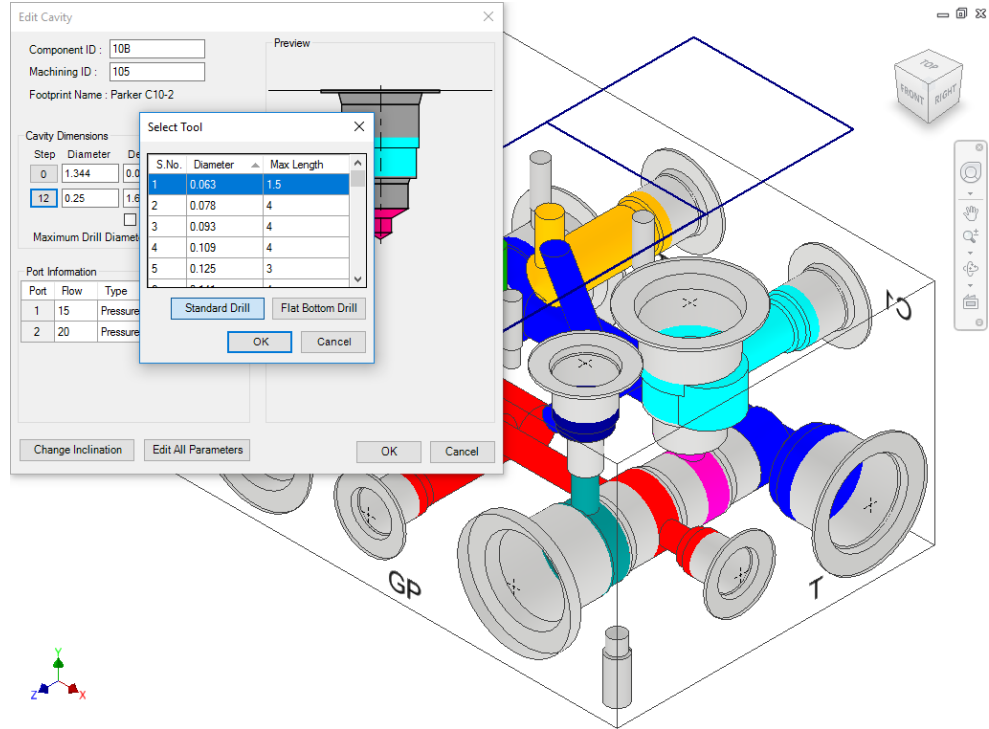 Edit Cavity
Component ID : 10B
Machining ID : 105
Footprint Name : Parker C10-2
Cavity Dimensions
Step Diameter
0 1.344 0.0
12 0.25 1.6
Port Information
Port Flow Type
1 15 Pressure
2 20 Pressure
Change Inclination Edit All Parameters
Preview
OK Cancel
Select Tool
S.No. Diameter Max Length
1 0.063 1.5
2 0.078 4
3 0.093 4
4 0.109 4
5 0.125 3
Standard Drill Flat Bottom Drill
OK Cancel
TOP
FRONT RIGHT
C1
GP
T
Y
Z X